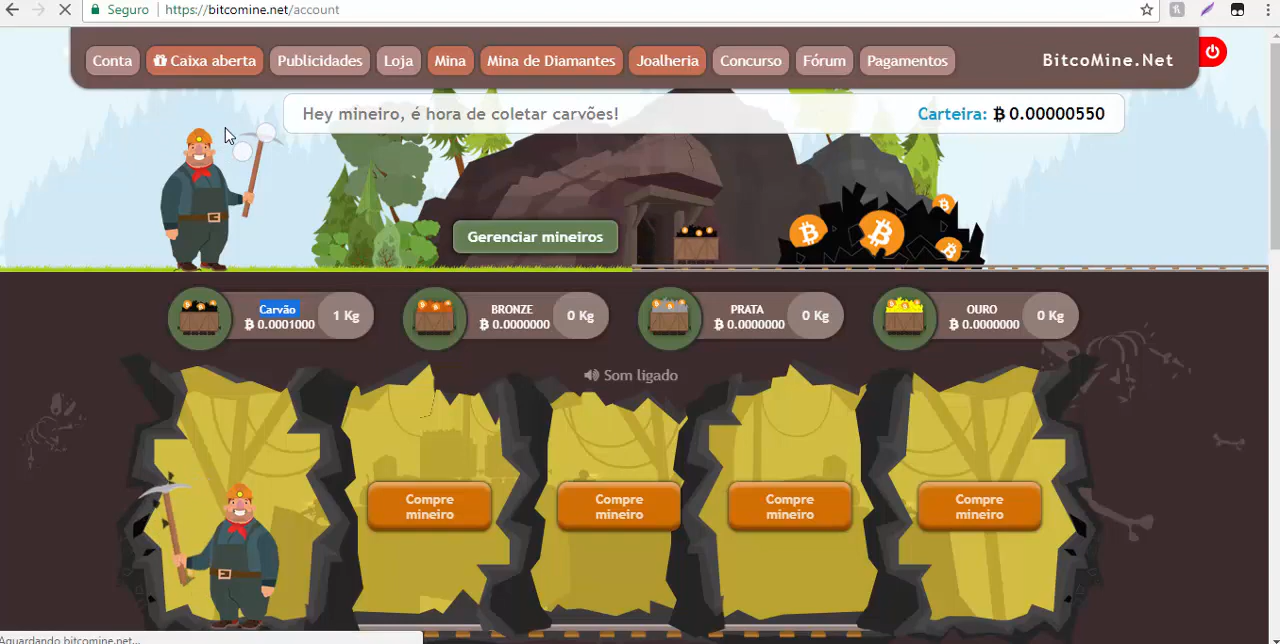 Seguro
https://bitcomine.net/account
Conta
Caixa aberta
Publicidades
Loja
Mina
Mina de Diamantes
Joalheria
Concurso
Fórum
Pagamentos
BitcoMine.Net
Hey mineiro, é hora de coletar carvões!
Carteira: ₿ 0.00000550
Gerenciar mineiros
Carvão
₿ 0.0001000
1 Kg
BRONZE
₿ 0.0000000
0 Kg
PRATA
₿ 0.0000000
0 Kg
OURO
₿ 0.0000000
0 Kg
Som ligado
Compre
mineiro
Compre
mineiro
Compre
mineiro
Compre
mineiro
Aguardando bitcomine.net...